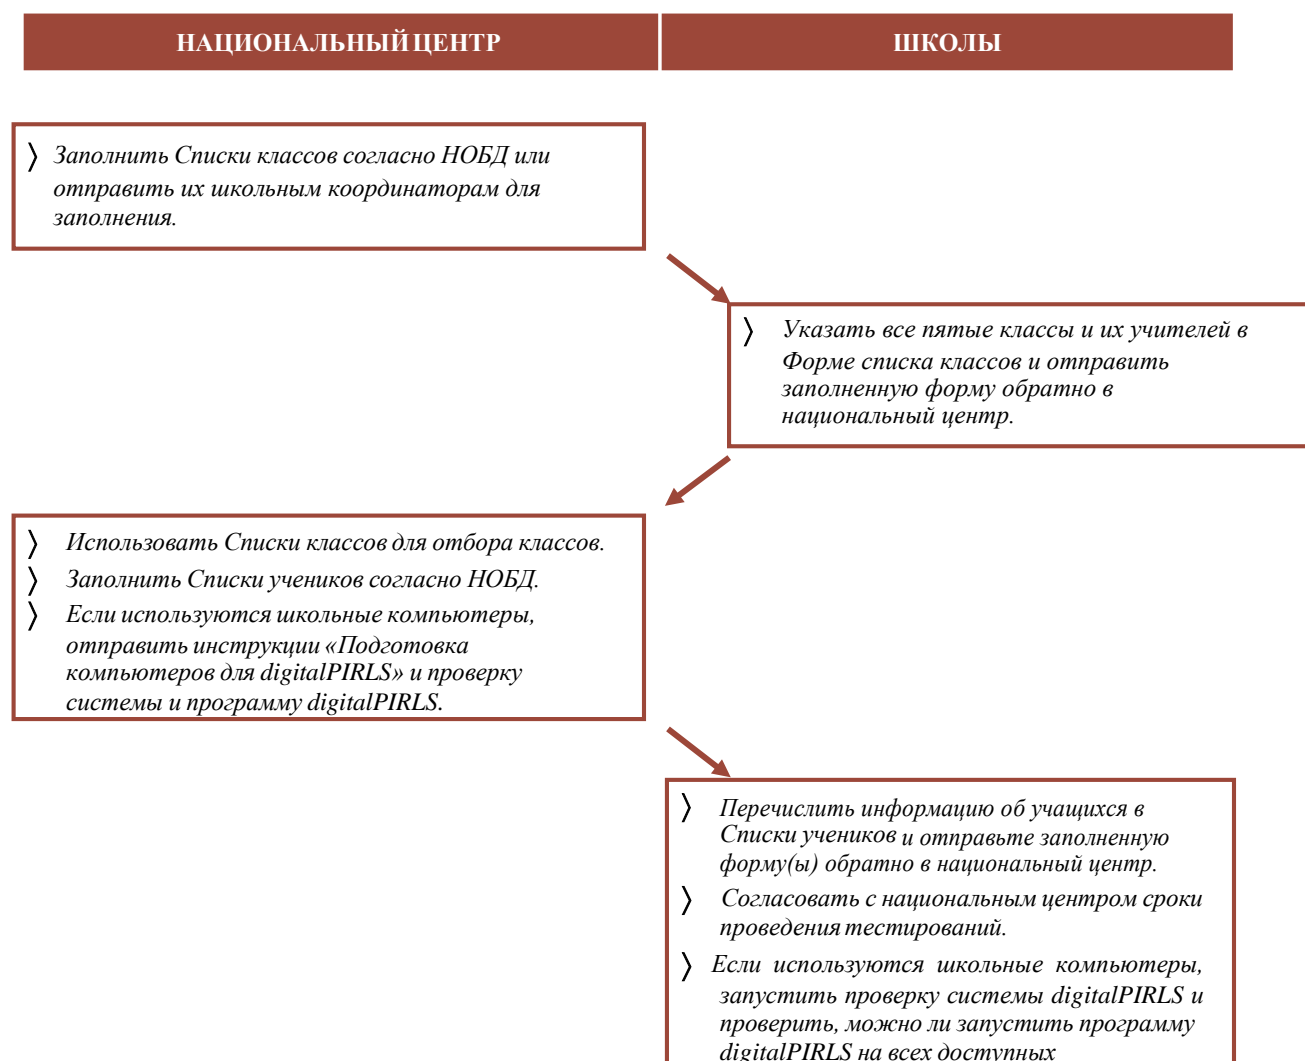 НАЦИОНАЛЬНЫЙ ЦЕНТР
ШКОЛЫ
〉 Заполнить Списки классов согласно НОБД или
отправить их школьным координаторам для
заполнения.
〉 Указать все пятые классы и их учителей в
Форме списка классов и отправить
заполненную форму обратно в
национальный центр.
〉 Использовать Списки классов для отбора классов.
〉 Заполнить Списки учеников согласно НОБД.
〉 Если используются школьные компьютеры,
отправить инструкции «Подготовка
компьютеров для digitalPIRLS» и проверку
системы и программу digitalPIRLS.
〉 Перечислить информацию об учащихся в
Списки учеников и отправьте заполненную
форму(ы) обратно в национальный центр.
〉 Согласовать с национальным центром сроки
проведения тестирований.
〉 Если используются школьные компьютеры,
запустить проверку системы digitalPIRLS и
проверить, можно ли запустить программу
digitalPIRLS на всех доступных